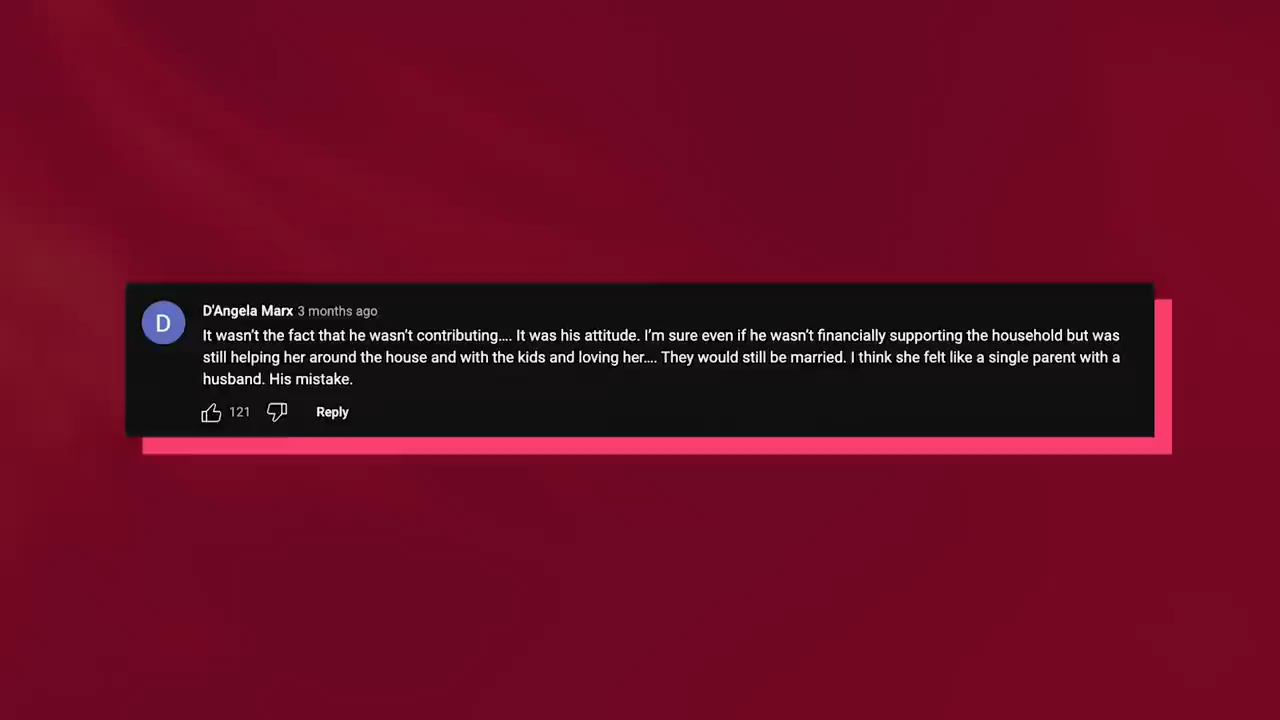 D
D'Angela Marx 3 months ago
It wasn't the fact that he wasn't contributing.... It was his attitude. I'm sure even if he wasn't financially supporting the household but was
still helping her around the house and with the kids and loving her.... They would still be married. I think she felt like a single parent with a
husband. His mistake.
121 Reply